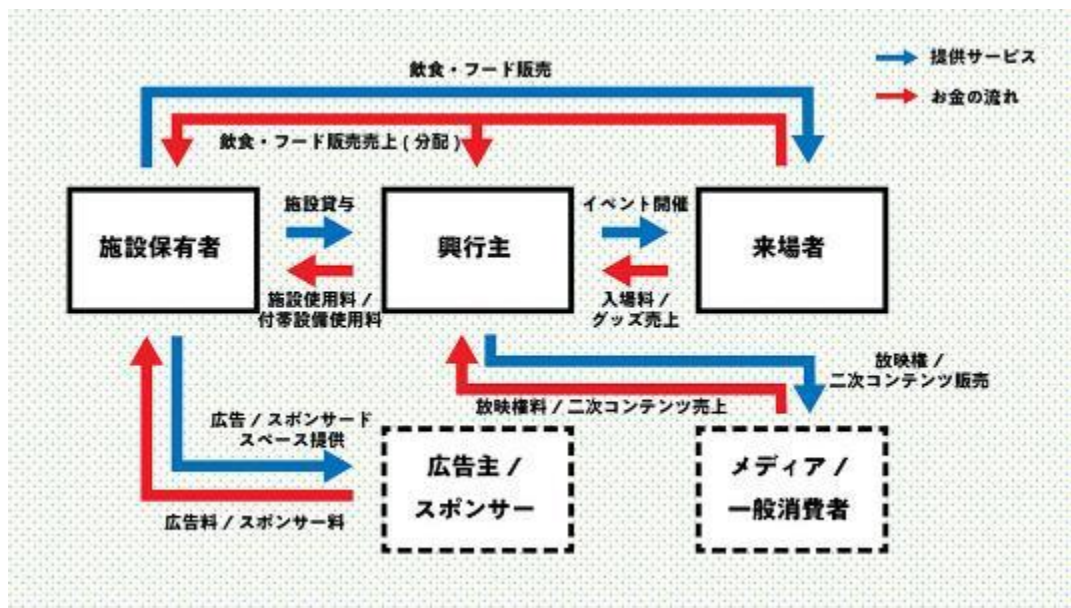 飲食・フード販売
提供サービス
お金の流れ
飲食・フード販売売上 ( 分配 )
施設保有者
施設貸与
施設使用料 /
付帯設備使用料
興行主
イベント開催
入場料 /
グッズ売上
来場者
放映権 /
二次コンテンツ販売
放映権料 / 二次コンテンツ売上
広告 / スポンサード
スペース提供
広告料 / スポンサー料
広告主 /
スポンサー
メディア /
一般消費者